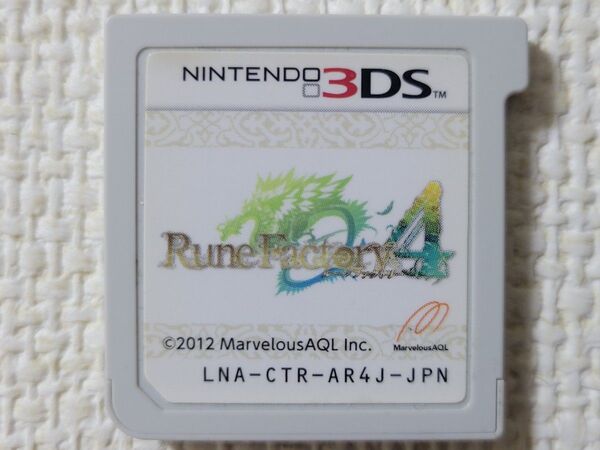 NINTENDO 3DS™
Rune Factory 4
©2012 MarvelousAQL Inc.
MarvelousAQL
LNA-CTR-AR4J-JPN